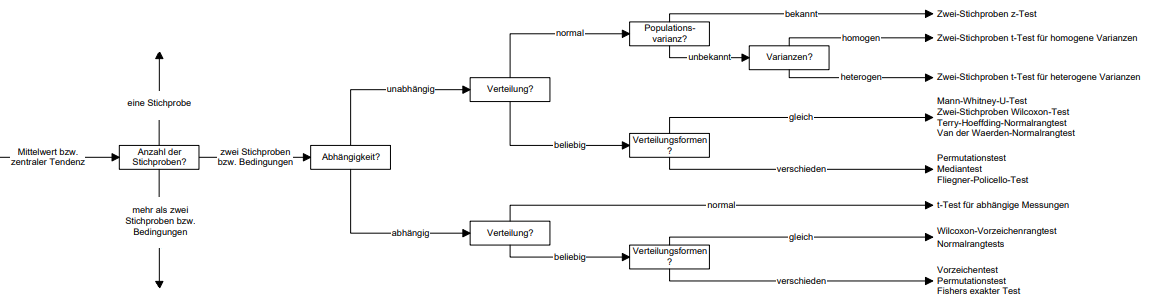 Mittelwert bzw.
zentraler Tendenz
eine Stichprobe
Anzahl der
Stichproben?
mehr als zwei
Stichproben bzw.
Bedingungen
zwei Stichproben
bzw. Bedingungen
Abhängigkeit?
unabhängig
Verteilung?
normal
Populations-
varianz?
bekannt
Zwei-Stichproben z-Test
unbekannt
Varianzen?
homogen
Zwei-Stichproben t-Test für homogene Varianzen
heterogen
Zwei-Stichproben t-Test für heterogene Varianzen
beliebig
Verteilungsformen
?
gleich
Mann-Whitney-U-Test
Zwei-Stichproben Wilcoxon-Test
Terry-Hoeffding-Normalrangtest
Van der Waerden-Normalrangtest
verschieden
Permutationstest
Mediantest
Fliegner-Policello-Test
abhängig
Verteilung?
normal
t-Test für abhängige Messungen
beliebig
Verteilungsformen
?
gleich
Wilcoxon-Vorzeichenrangtest
Normalrangtests
verschieden
Vorzeichentest
Permutationstest
Fishers exakter Test